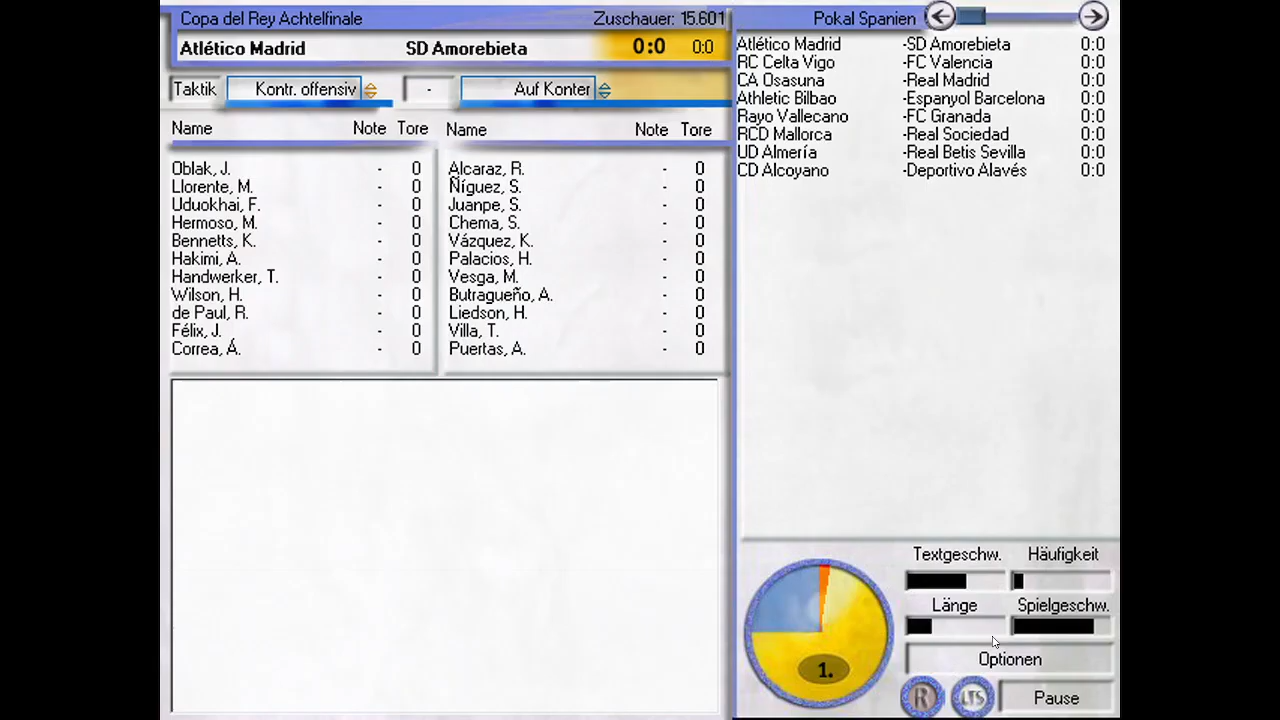 Copa del Rey Achtelfinale Zuschauer: 15.601
Atlético Madrid SD Amorebieta 0:0 0:0
Taktik Kontr. offensiv - Auf Konter
Name Note Tore Name Note Tore
Oblak, J. - 0 Alcaraz, R. - 0
Llorente, M. - 0 Ñíguez, S. - 0
Uduokhai, F. - 0 Juanpe, S. - 0
Hermoso, M. - 0 Chema, S. - 0
Bennetts, K. - 0 Vázquez, K. - 0
Hakimi, A. - 0 Palacios, H. - 0
Handwerker, T. - 0 Vesga, M. - 0
Wilson, H. - 0 Butragueño, A. - 0
de Paul, R. - 0 Liedson, H. - 0
Félix, J. - 0 Villa, T. - 0
Correa, Á. - 0 Puertas, A. - 0
Pokal Spanien
Atlético Madrid -SD Amorebieta 0:0
RC Celta Vigo -FC Valencia 0:0
CA Osasuna -Real Madrid 0:0
Athletic Bilbao -Espanyol Barcelona 0:0
Rayo Vallecano -FC Granada 0:0
RCD Mallorca -Real Sociedad 0:0
UD Almería -Real Betis Sevilla 0:0
CD Alcoyano -Deportivo Alavés 0:0
Textgeschw. Häufigkeit
Länge Spielgeschw.
1.
Optionen
R LTS Pause